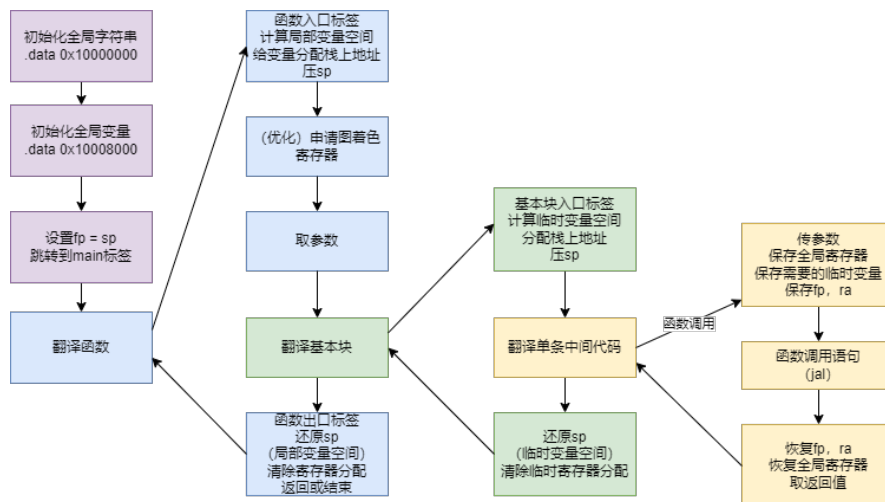 初始化全局字符串
.data 0x10000000
初始化全局变量
.data 0x10008000
设置fp = sp
跳转到main标签
翻译函数
函数入口标签
计算局部变量空间
给变量分配栈上地址
压sp
（优化）申请图着色
寄存器
取参数
翻译基本块
函数出口标签
还原sp
（局部变量空间）
清除寄存器分配
返回或结束
基本块入口标签
计算临时变量空间
分配栈上地址
压sp
翻译单条中间代码
还原sp
（临时变量空间）
清除临时寄存器分配
函数调用
传参数
保存全局寄存器
保存需要的临时变量
保存fp，ra
函数调用语句
（jal）
恢复fp，ra
恢复全局寄存器
取返回值